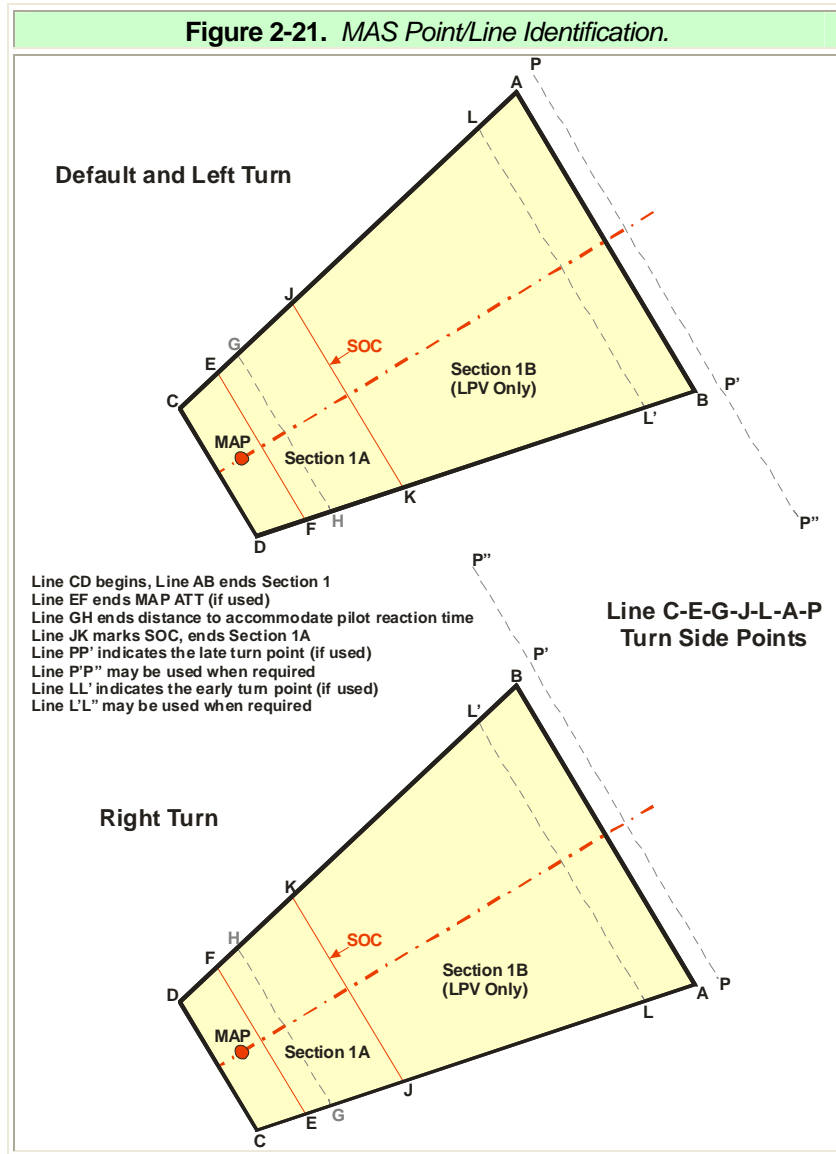 Figure 2-21. MAS Point/Line Identification.
P
A
L
Default and Left Turn
J
SOC
G
E
Section 1B
(LPV Only)
P'
C
B
L'
MAP
Section 1A
K
F
H
D
P”
P”
Line CD begins, Line AB ends Section 1
Line EF ends MAP ATT (if used)
Line GH ends distance to accommodate pilot reaction time
Line JK marks SOC, ends Section 1A
Line PP’ indicates the late turn point (if used)
Line P’P” may be used when required
Line LL’ indicates the early turn point (if used)
Line L’L” may be used when required
Line C-E-G-J-L-A-P
Turn Side Points
P’
B
L’
Right Turn
K
H
SOC
F
Section 1B
(LPV Only)
D
A
P
L
MAP
Section 1A
J
E
G
C